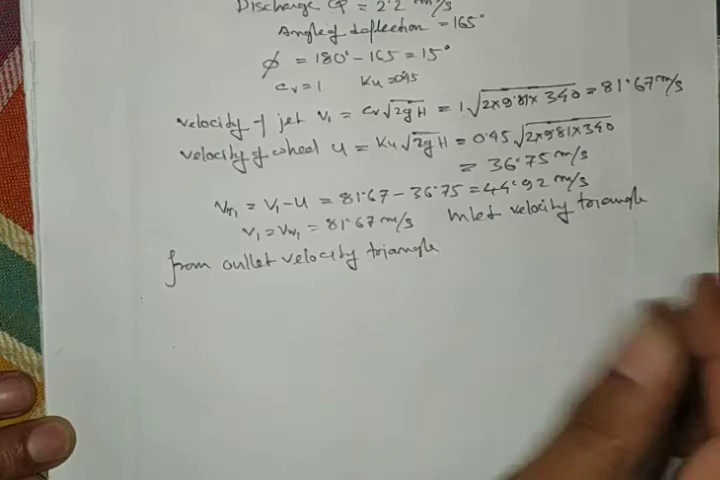 Discharge Q = 2.2 m³/s
Angle of deflection = 165°
ϕ = 180° - 165 = 15°
Cv = 1 Ku = 0.45
velocity of jet V₁ = Cv √2gH = 1 √2×9.81×340 = 81.67 m/s
velocity of wheel U = Ku √2gH = 0.45 √2×9.81×340
= 36.75 m/s
Vr₁ = V₁ - U = 81.67 - 36.75 = 44.92 m/s
V₁ = Vw₁ = 81.67 m/s Inlet velocity triangle
from outlet velocity triangle